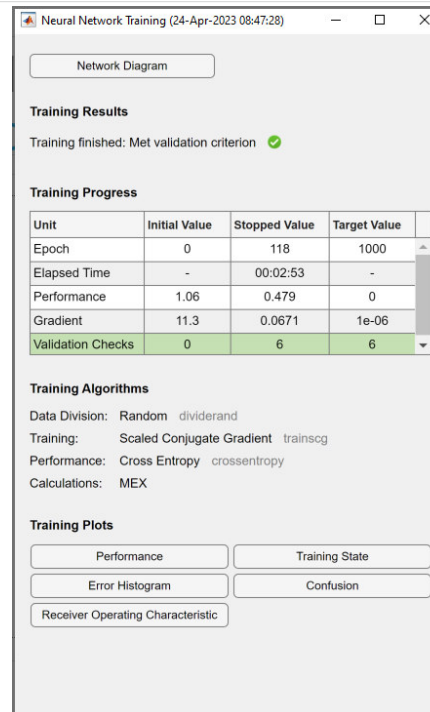 Neural Network Training (24-Apr-2023 08:47:28)
Network Diagram
Training Results
Training finished: Met validation criterion
Training Progress
Unit Initial Value Stopped Value Target Value
Epoch 0 118 1000
Elapsed Time - 00:02:53 -
Performance 1.06 0.479 0
Gradient 11.3 0.0671 1e-06
Validation Checks 0 6 6
Training Algorithms
Data Division: Random dividerand
Training: Scaled Conjugate Gradient trainscg
Performance: Cross Entropy crossentropy
Calculations: MEX
Training Plots
Performance Training State
Error Histogram Confusion
Receiver Operating Characteristic